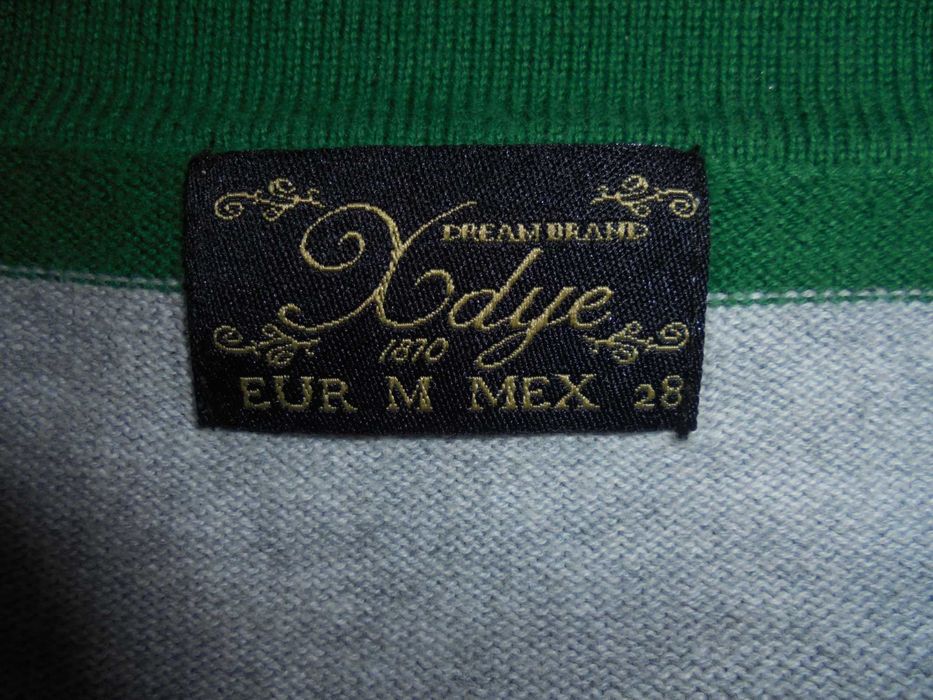 DREAM BRAND
Xdye
1870
EUR M MEX 28